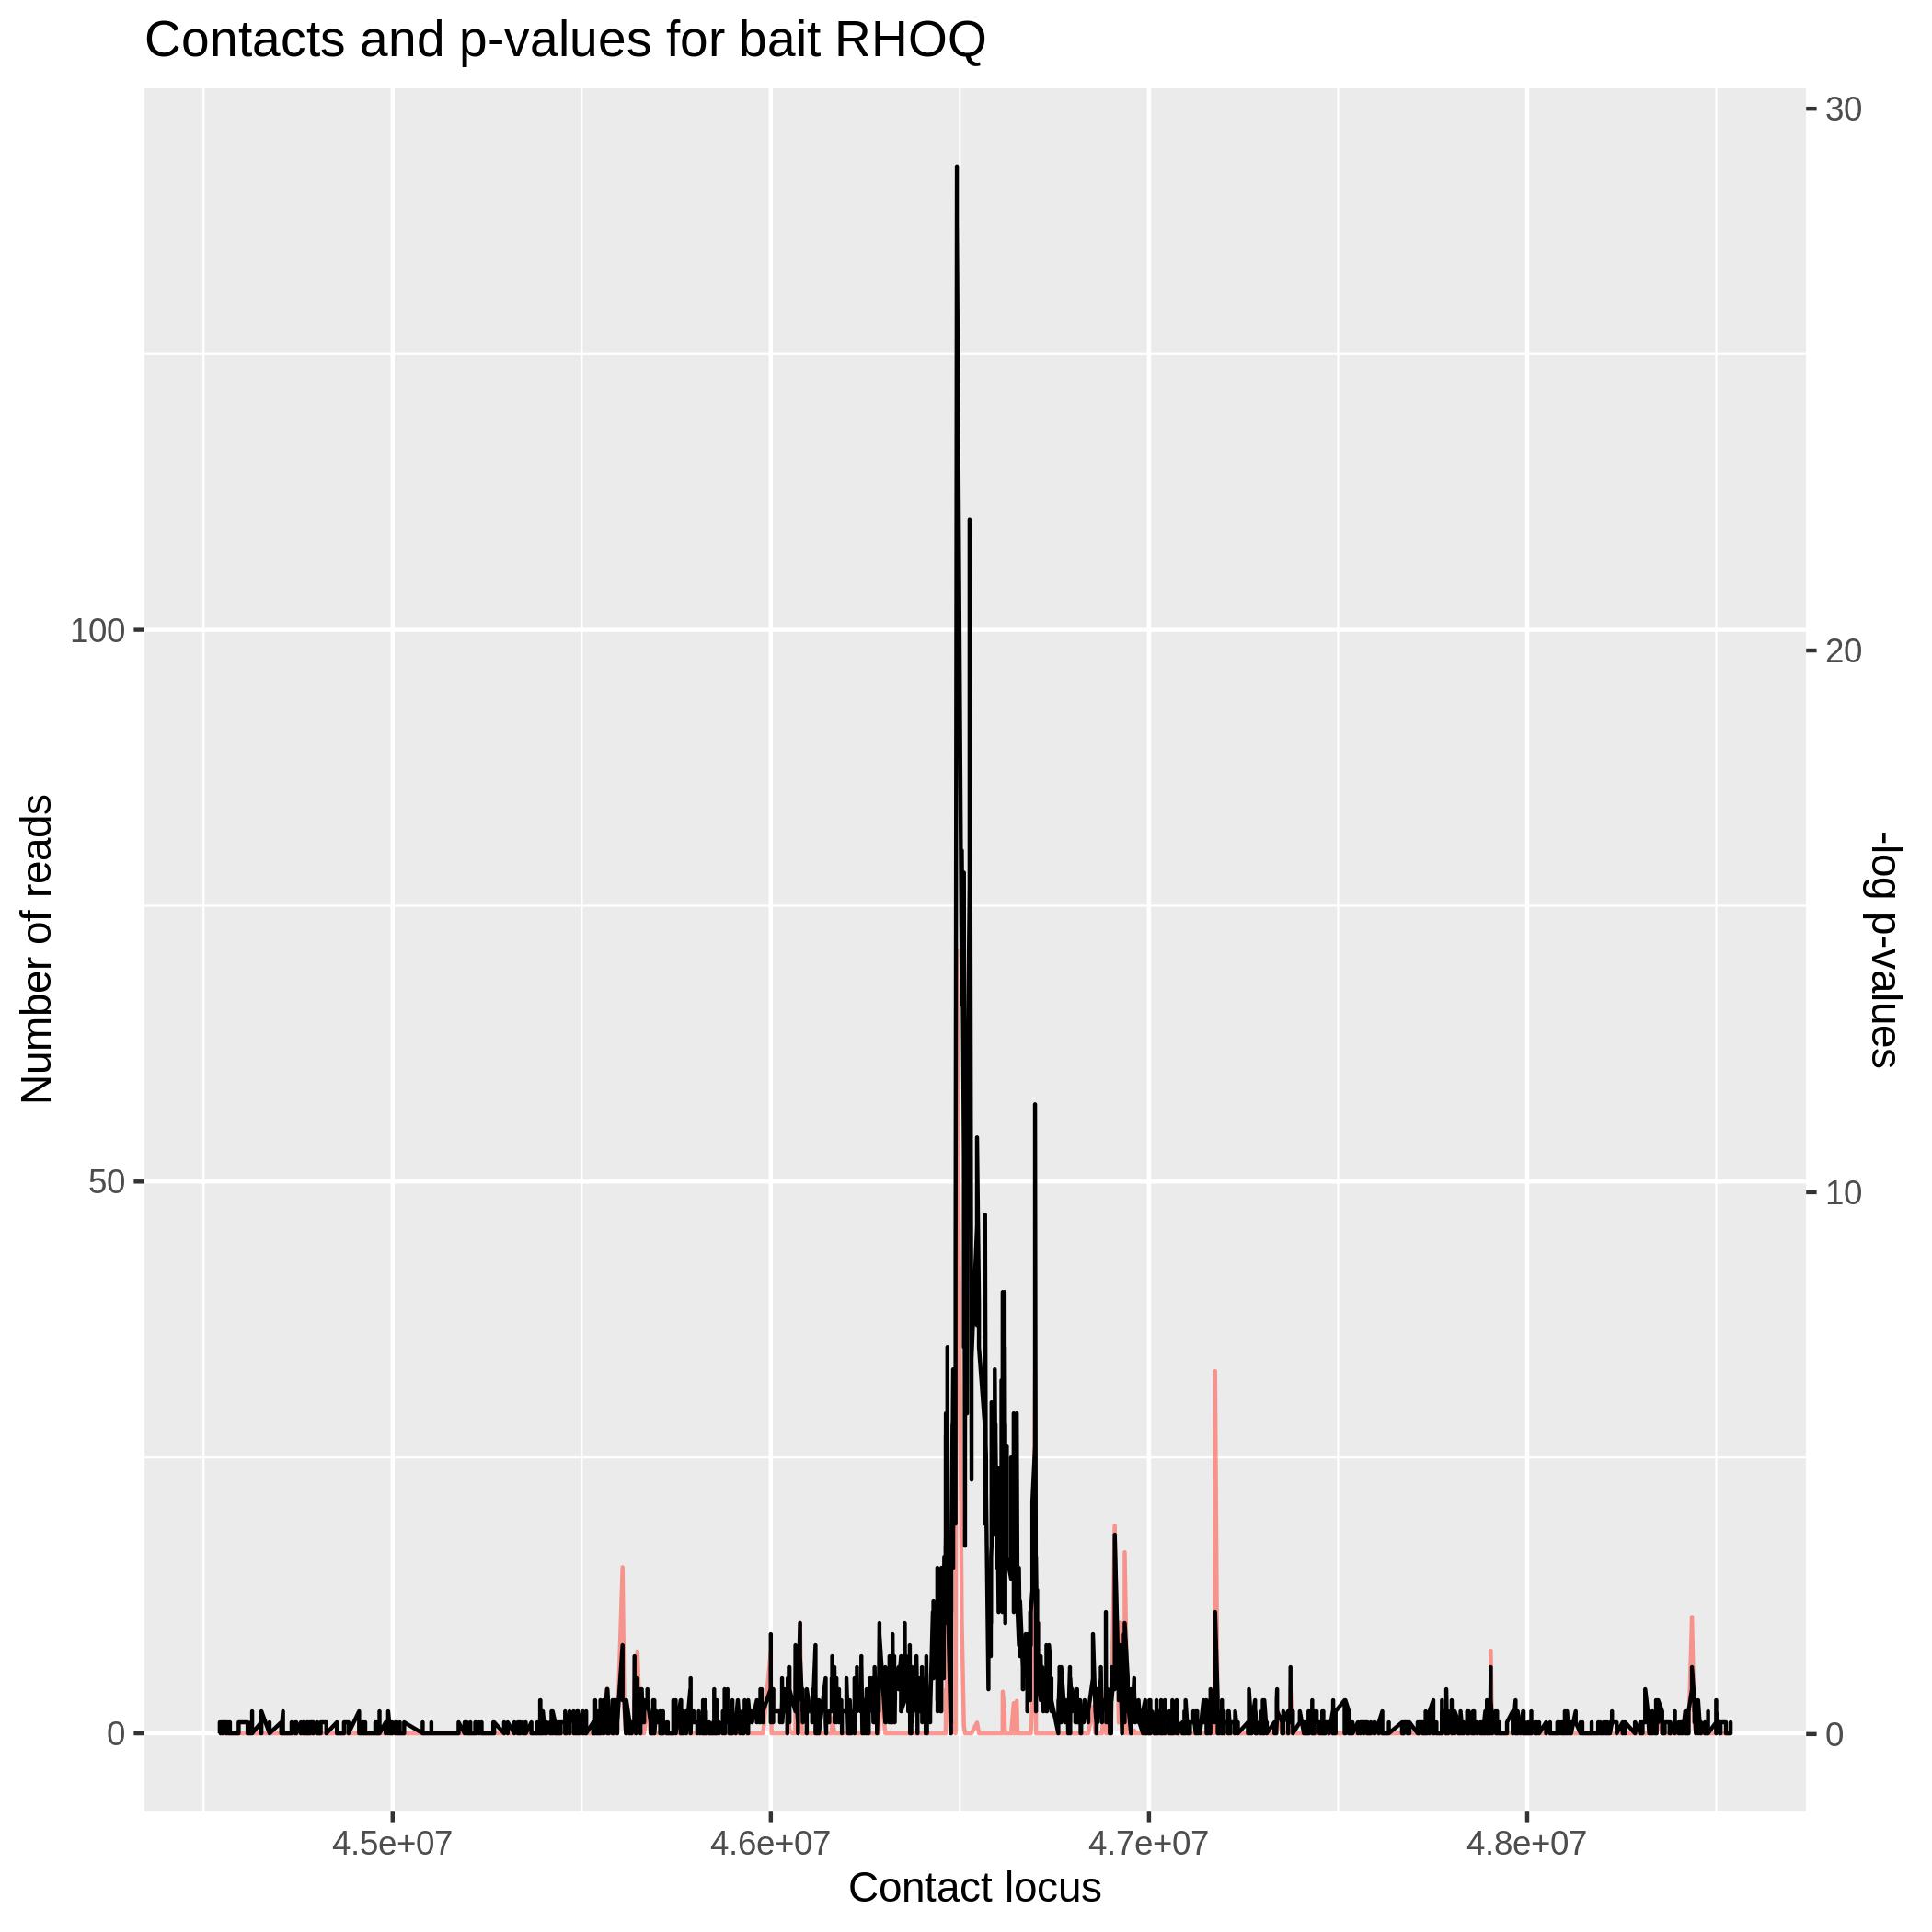 Contacts and p-values for bait RHOQ
30
100
20
Number of reads
-log p-values
50
10
0
0
4.5e+07
4.6e+07
4.7e+07
4.8e+07
Contact locus